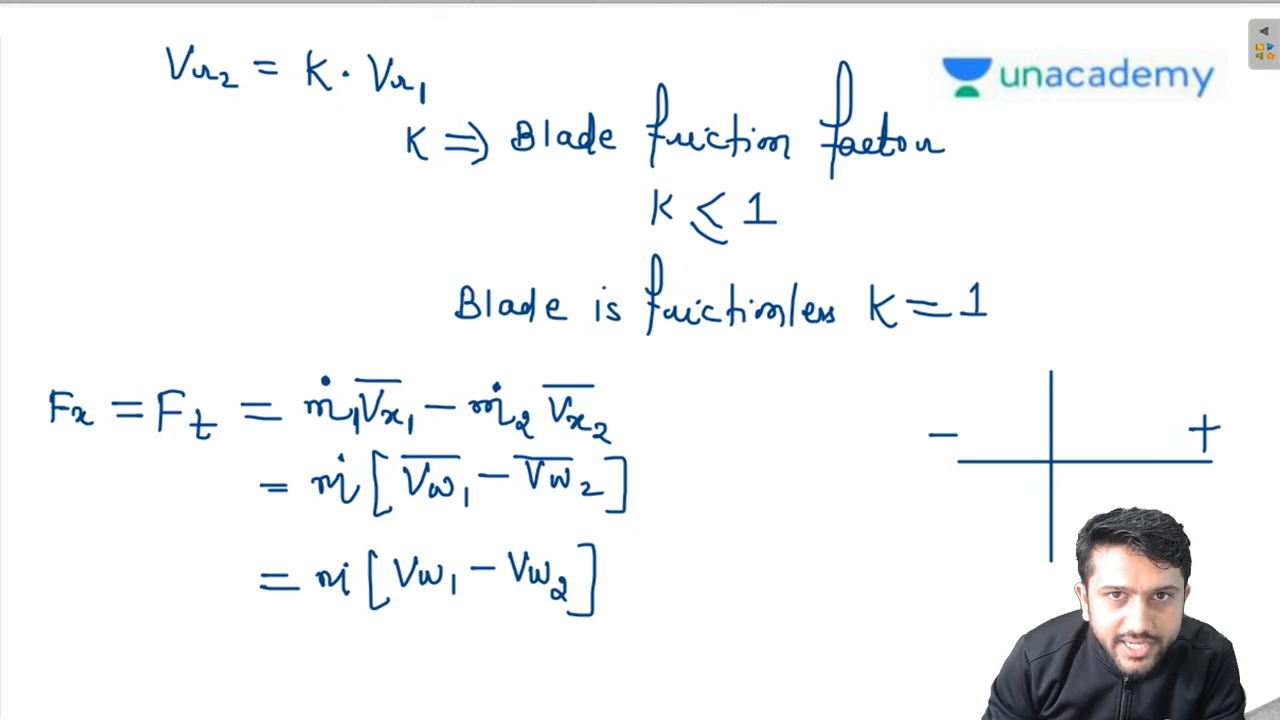 Vr₂ = K · Vr₁
unacademy
K ⇒ Blade friction factor
K ≤ 1
Blade is frictionless K = 1
Fx = Ft = ṁ₁V̅x₁ − ṁ₂ V̅x₂
= ṁ [V̅w₁ − V̅w₂]
= ṁ [Vw₁ − Vw₂]
− +